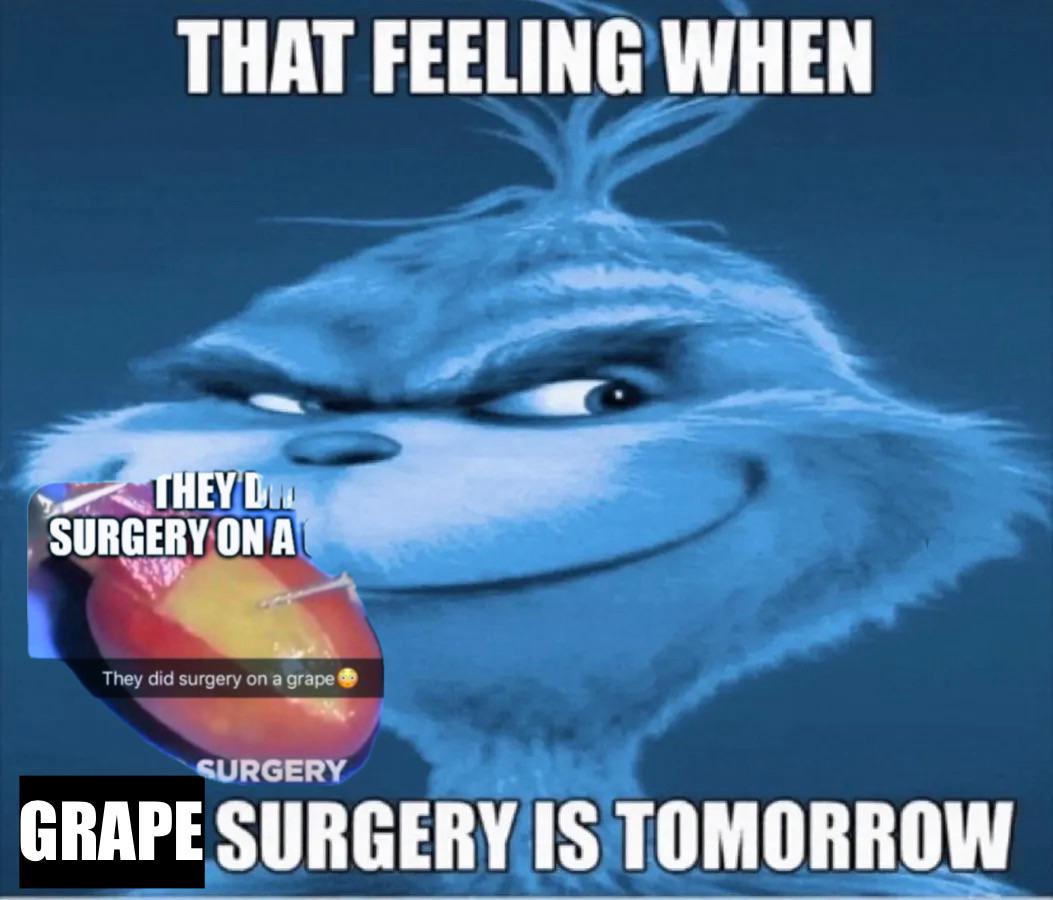 THAT FEELING WHEN
THEY
SURGERY ON A
They did surgery on a grape😳
SURGERY
GRAPE SURGERY IS TOMORROW